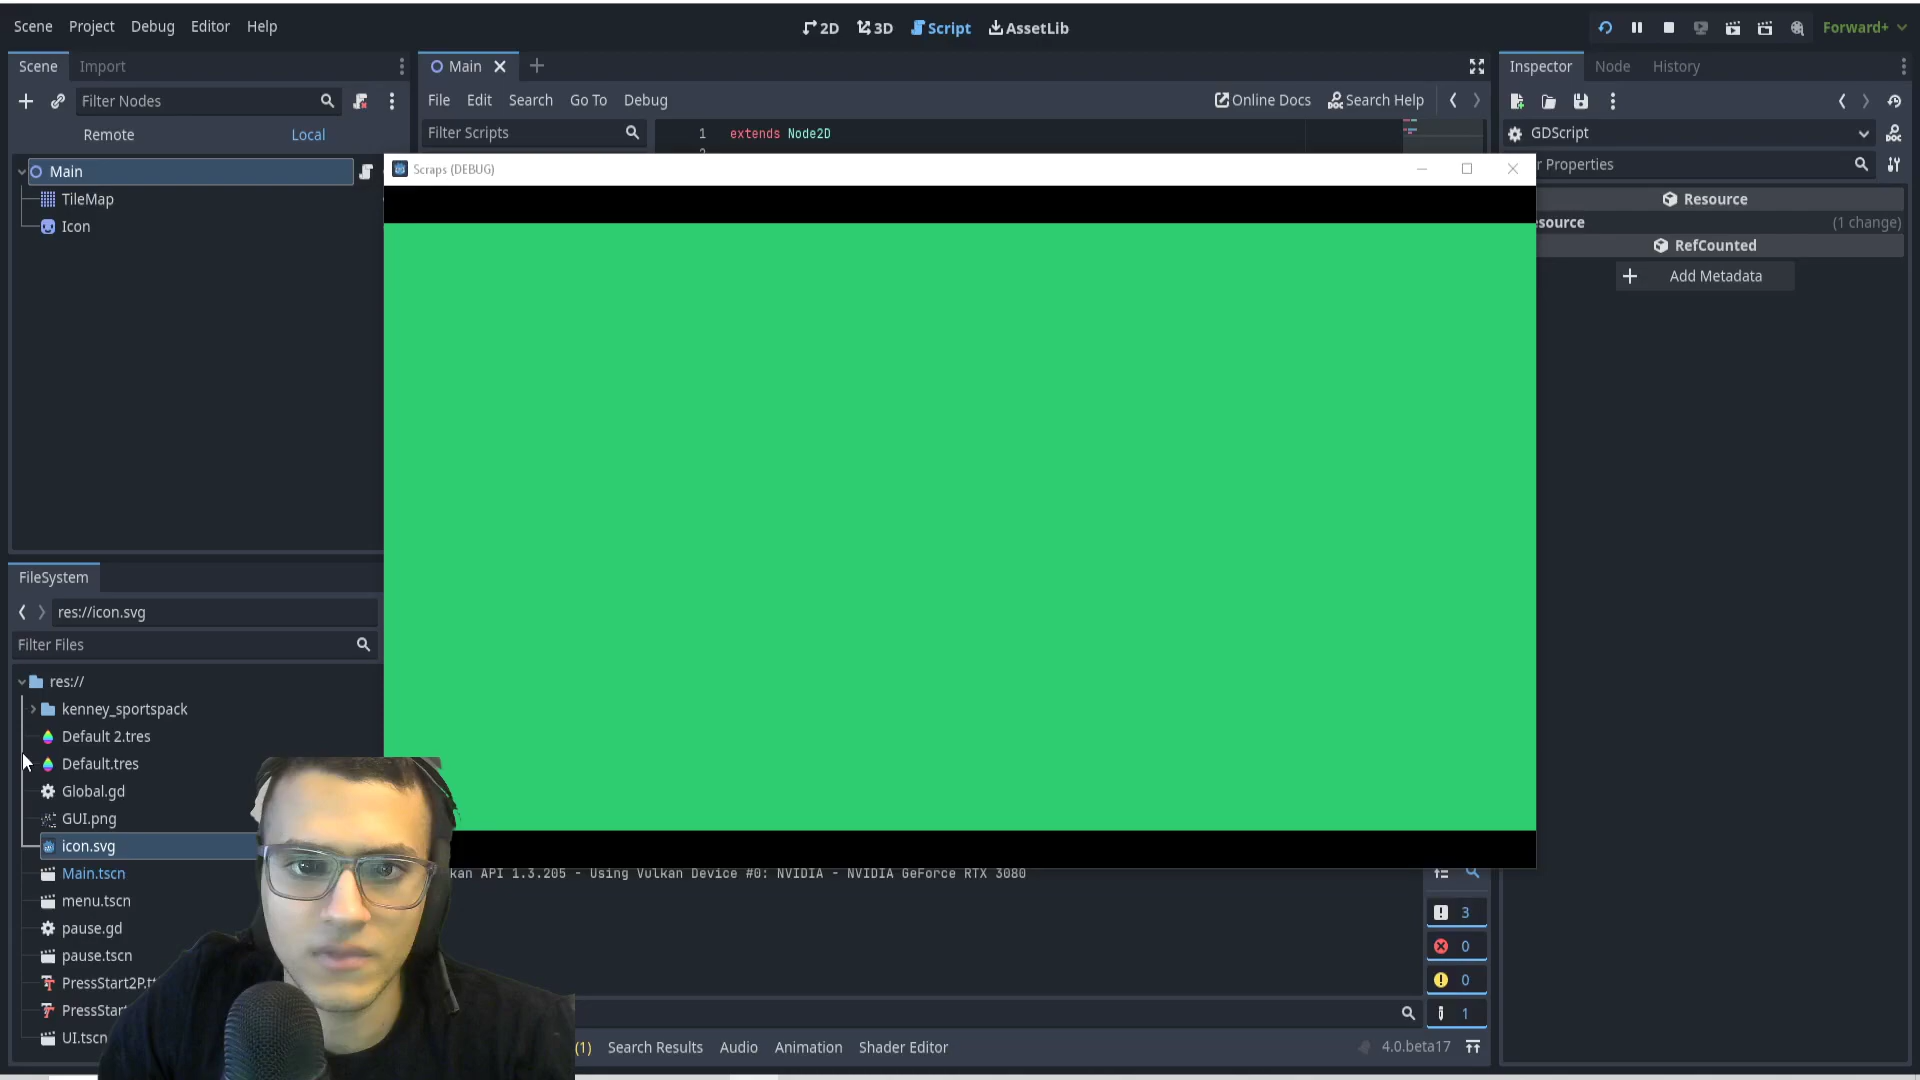 Scene Project Debug Editor Help
2D 3D Script AssetLib
Forward+
Scene Import
Main
Inspector Node History
Filter Nodes
File Edit Search Go To Debug
Online Docs Search Help
Remote Local
Filter Scripts
1 extends Node2D
GDScript
Main
Scraps (DEBUG)
Properties
TileMap
Resource
Icon
(1 change)
RefCounted
Add Metadata
FileSystem
res://icon.svg
Filter Files
res://
kenney_sportspack
Default 2.tres
Default.tres
Global.gd
GUI.png
icon.svg
Main.tscn
kan API 1.3.205 - Using Vulkan Device #0: NVIDIA - NVIDIA GeForce RTX 3080
menu.tscn
3
pause.gd
0
pause.tscn
0
PressStart2P.tt
PressStar
1
UI.tscn
(1) Search Results Audio Animation Shader Editor
4.0.beta17